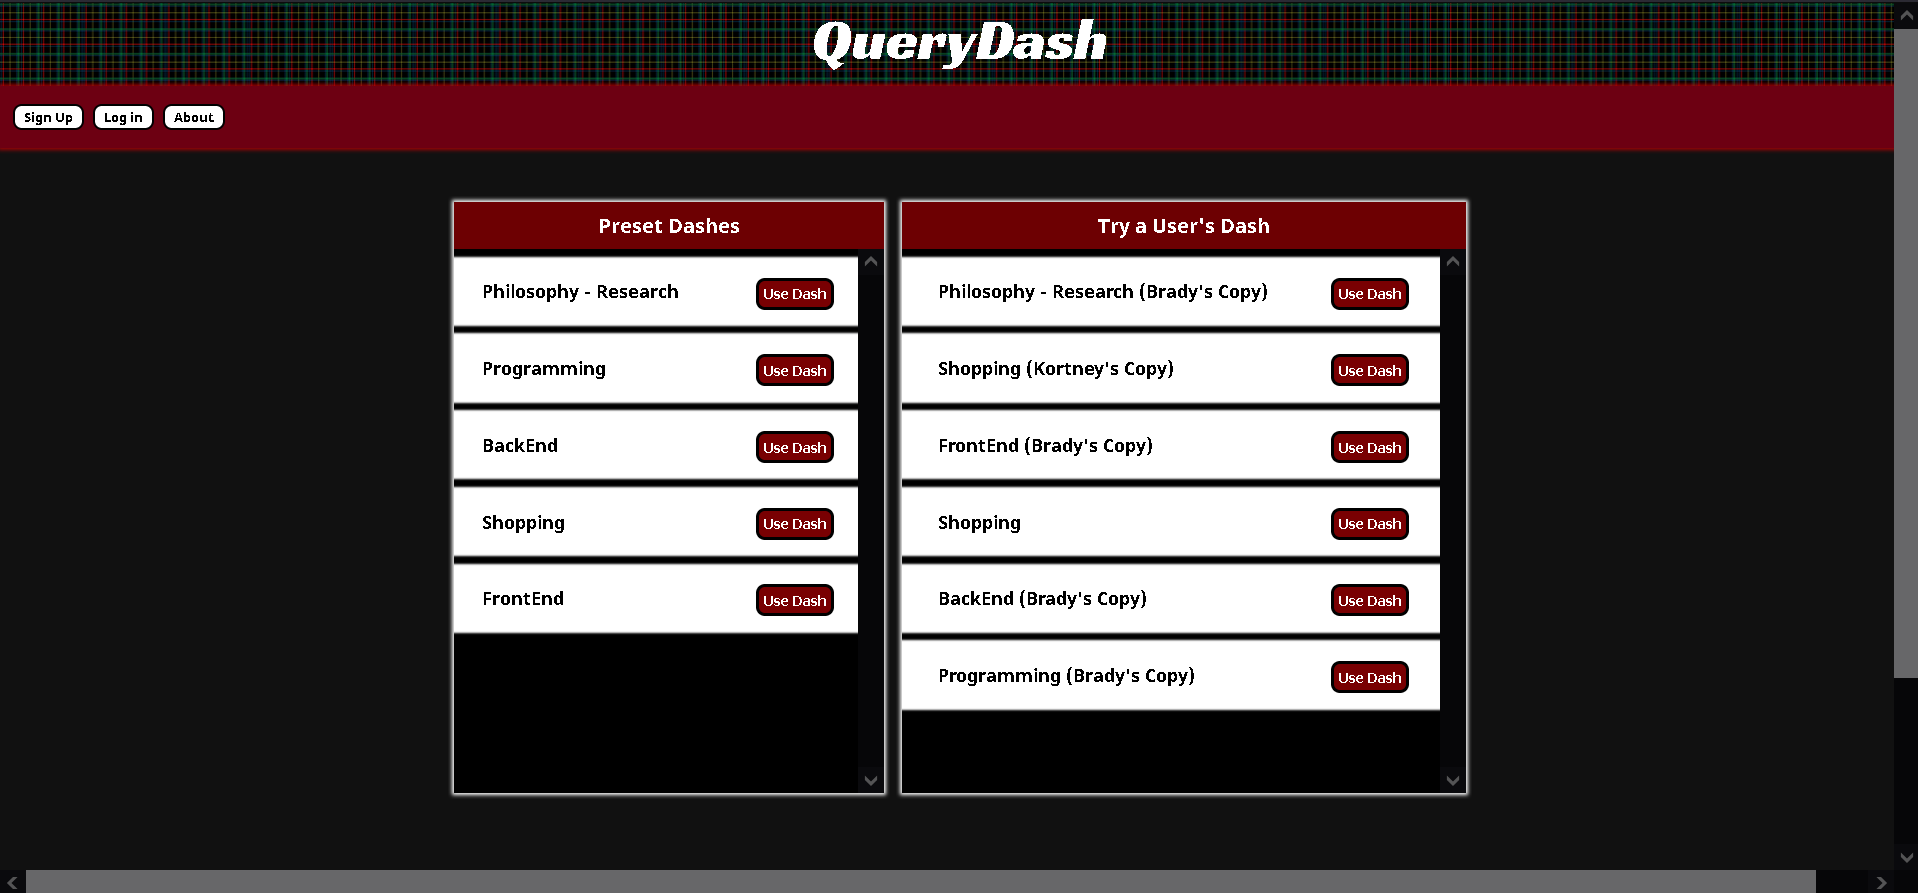 QueryDash
Sign Up Log in About
Preset Dashes
Philosophy - Research Use Dash
Programming Use Dash
BackEnd Use Dash
Shopping Use Dash
FrontEnd Use Dash
Try a User's Dash
Philosophy - Research (Brady's Copy) Use Dash
Shopping (Kortney's Copy) Use Dash
FrontEnd (Brady's Copy) Use Dash
Shopping Use Dash
BackEnd (Brady's Copy) Use Dash
Programming (Brady's Copy) Use Dash